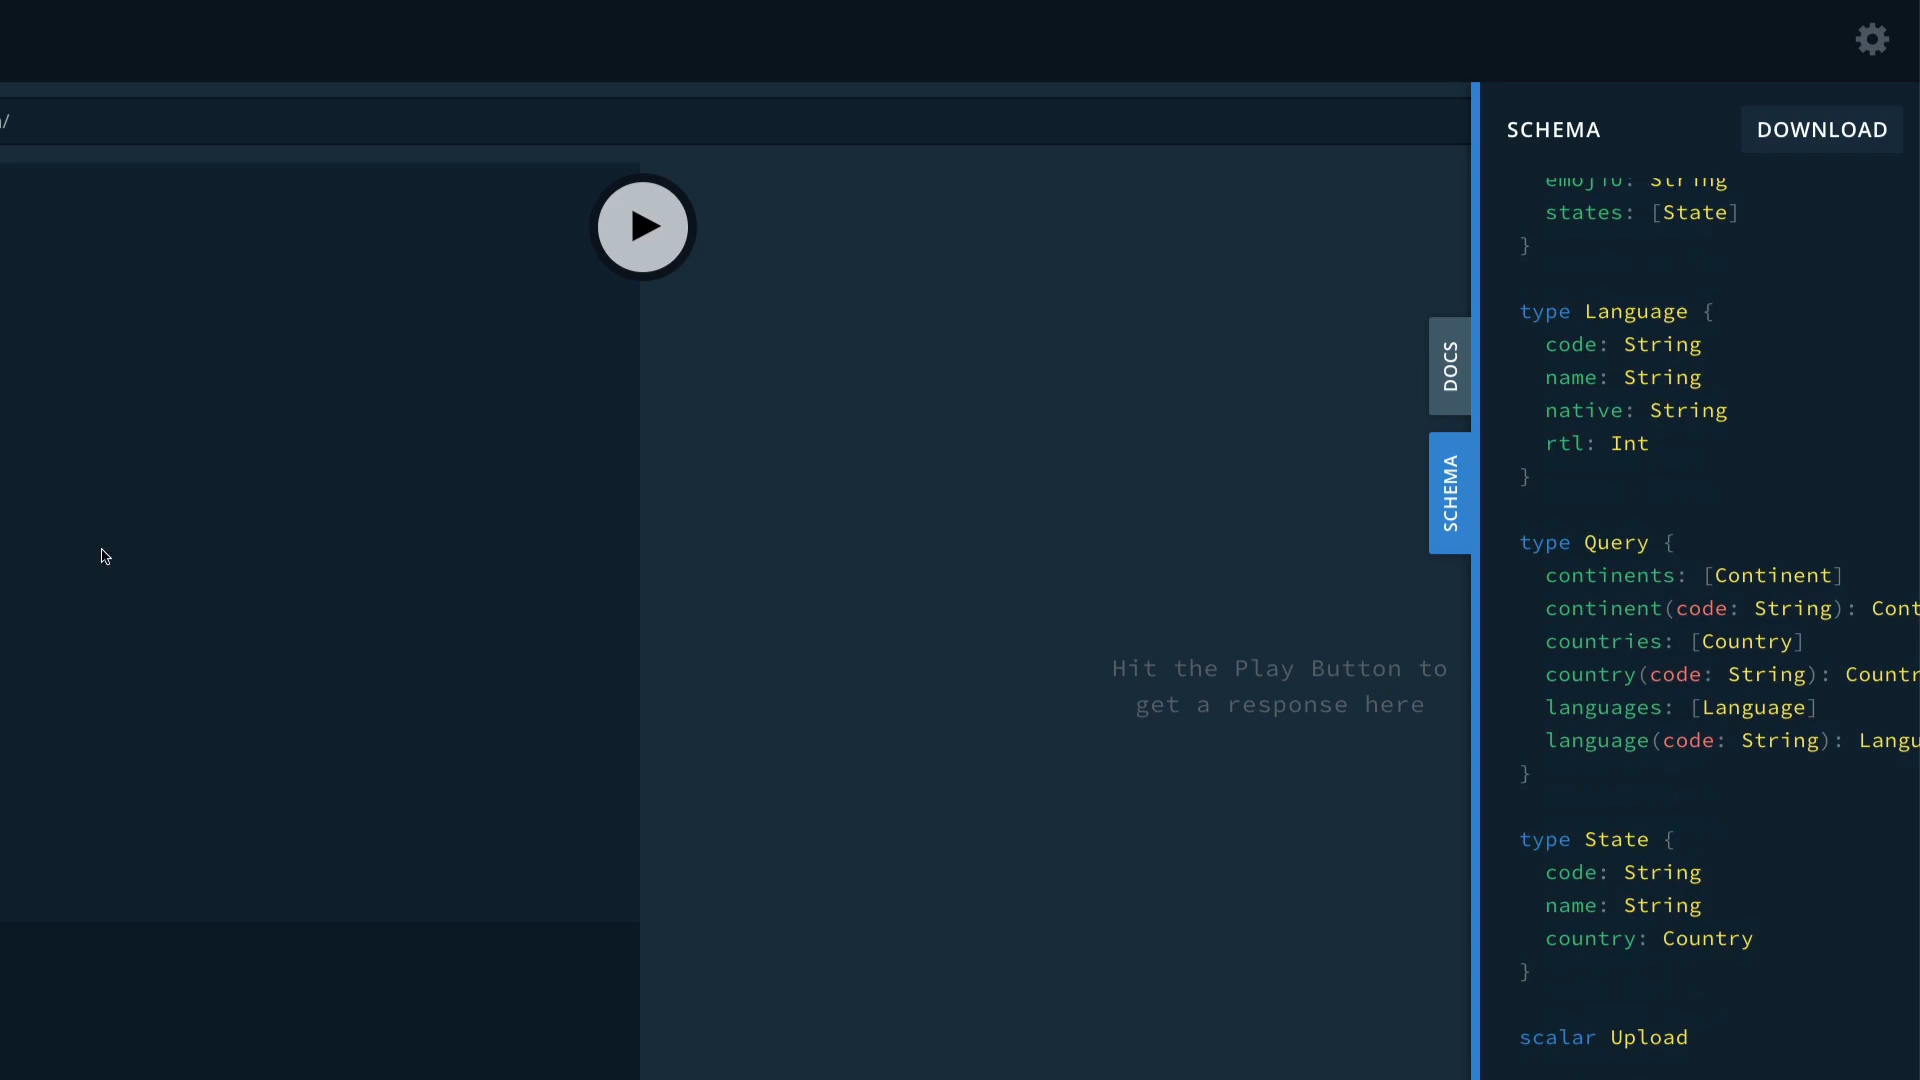 /
SCHEMA
DOWNLOAD
emojiU: String
states: [State]
}
type Language {
code: String
name: String
native: String
rtl: Int
}
type Query {
continents: [Continent]
continent(code: String): Cont
countries: [Country]
country(code: String): Countr
languages: [Language]
language(code: String): Langu
}
type State {
code: String
name: String
country: Country
}
scalar Upload
DOCS
SCHEMA
Hit the Play Button to
get a response here